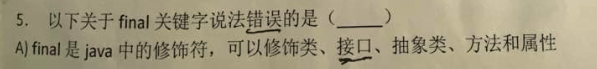 5. 以下关于 final 关键字说法错误的是（____）
A) final 是 java 中的修饰符，可以修饰类、接口、抽象类、方法和属性